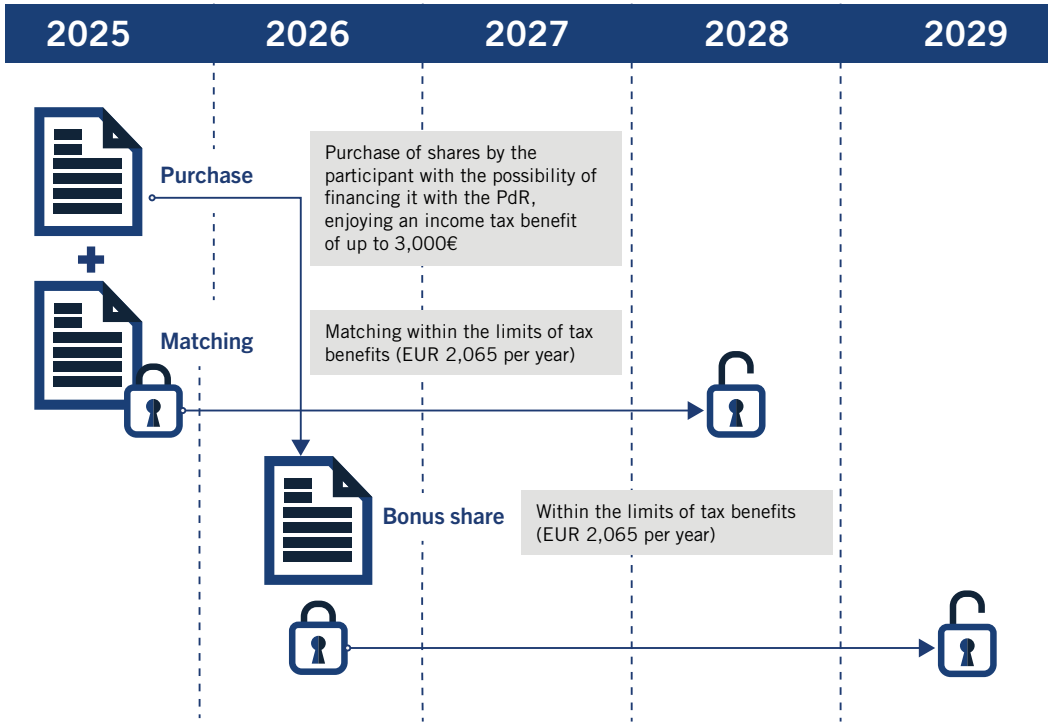 2025 2026 2027 2028 2029
Purchase
Purchase of shares by the
participant with the possibility of
financing it with the PdR,
enjoying an income tax benefit
of up to 3,000€
Matching
Matching within the limits of tax
benefits (EUR 2,065 per year)
Bonus share
Within the limits of tax benefits
(EUR 2,065 per year)